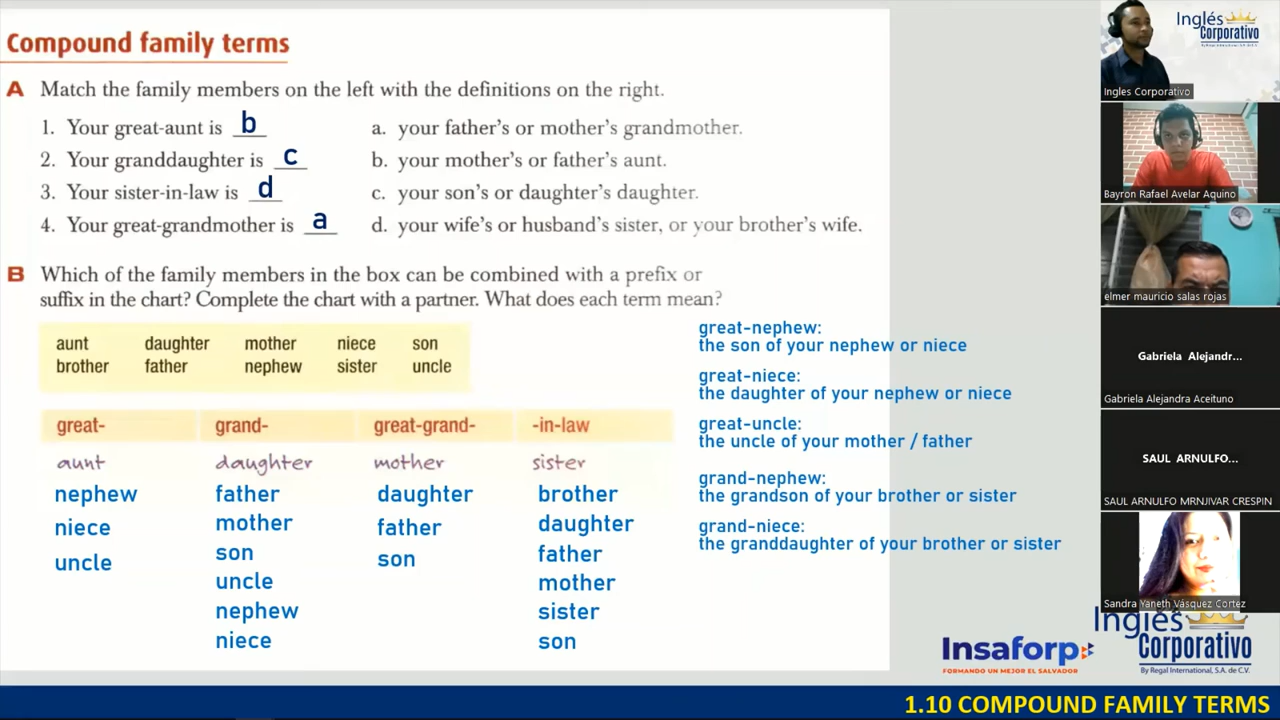 Compound family terms
A Match the family members on the left with the definitions on the right.
1. Your great-aunt is b
a. your father's or mother's grandmother.
2. Your granddaughter is c
b. your mother's or father's aunt.
3. Your sister-in-law is d
c. your son's or daughter's daughter.
4. Your great-grandmother is a
d. your wife's or husband's sister, or your brother's wife.
B Which of the family members in the box can be combined with a prefix or
suffix in the chart? Complete the chart with a partner. What does each term mean?
aunt daughter mother niece son
brother father nephew sister uncle
great- grand- great-grand- -in-law
aunt daughter mother sister
nephew father daughter brother
niece mother father daughter
uncle son son father
uncle mother
nephew sister
niece son
great-nephew:
the son of your nephew or niece
great-niece:
the daughter of your nephew or niece
great-uncle:
the uncle of your mother / father
grand-nephew:
the grandson of your brother or sister
grand-niece:
the granddaughter of your brother or sister
Inglés
Corporativo
By Regal International, S.A. de C.V.
Ingles Corporativo
Bayron Rafael Avelar Aquino
elmer mauricio salas rojas
Gabriela Alejandr...
Gabriela Alejandra Aceituno
SAUL ARNULFO...
SAUL ARNULFO MRNJIVAR CRESPIN
Sandra Yaneth Vásquez Cortez
Insaforp
FORMANDO UN MEJOR EL SALVADOR
Inglés
Corporativo
By Regal International, S.A. de C.V.
1.10 COMPOUND FAMILY TERMS